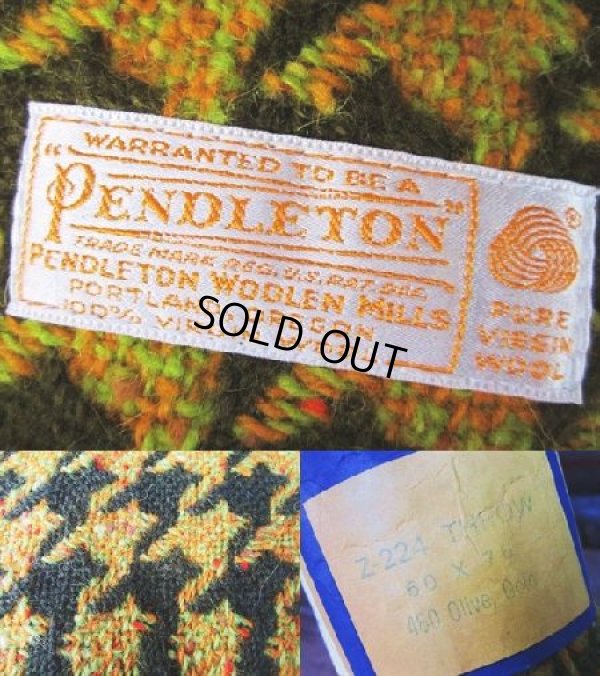 WARRANTED TO BE A
"PENDLETON"
TRADE MARK REG. U.S. PAT. OFF.
PENDLETON WOOLEN MILLS
PORTLAND, OREGON
100% VIRGIN WOOL
®
PURE
VIRGIN
WOOL
SOLD OUT
Z-224 THROW
60 X
460 Olive, Gold